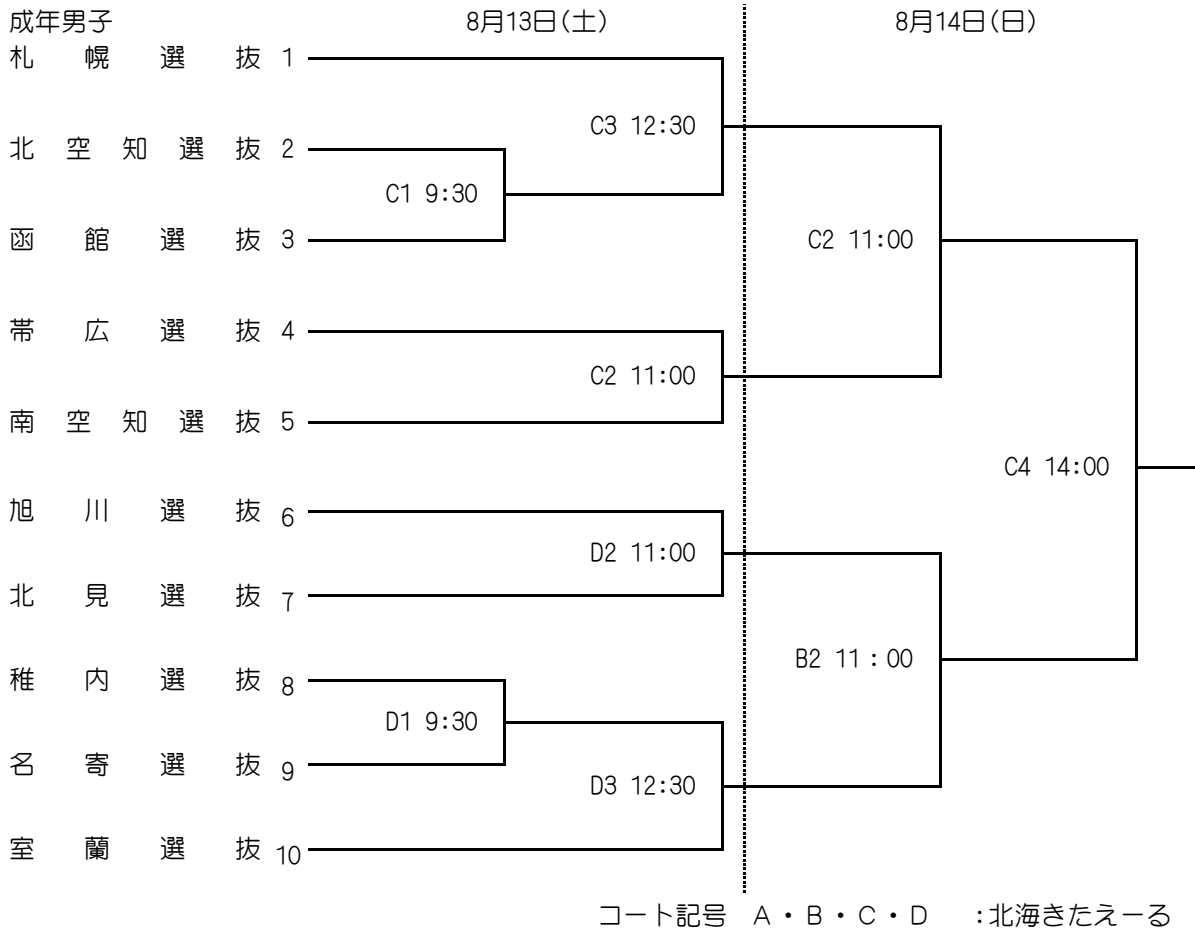 成年男子 8月13日(土) 8月14日(日)
札幌選抜 1
C3 12:30
北空知選抜 2
C1 9:30
函館選抜 3
C2 11:00
帯広選抜 4
C2 11:00
南空知選抜 5
C4 14:00
旭川選抜 6
D2 11:00
北見選抜 7
B2 11：00
稚内選抜 8
D1 9:30
名寄選抜 9
D3 12:30
室蘭選抜 10
コート記号 A・B・C・D :北海きたえーる